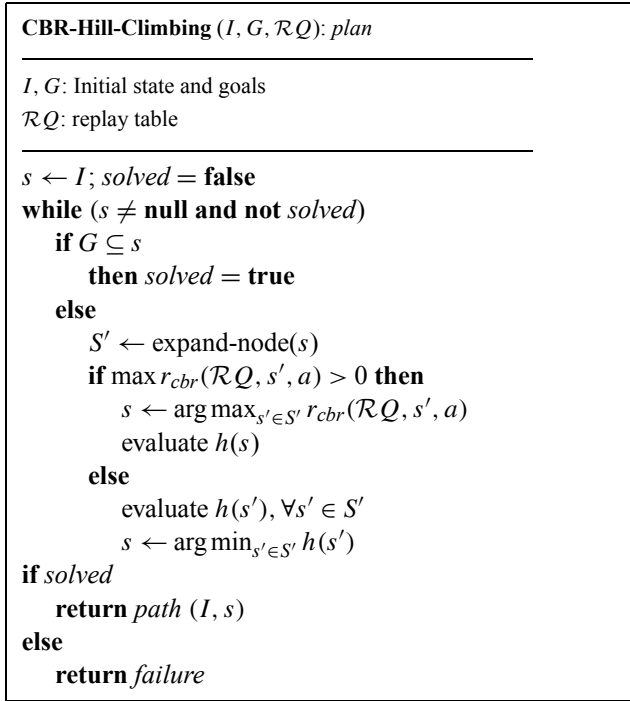 CBR-Hill-Climbing (I, G, ℛQ): plan
I, G: Initial state and goals
ℛQ: replay table
s ← I; solved = false
while (s ≠ null and not solved)
if G ⊆ s
then solved = true
else
S′ ← expand-node(s)
if max r_cbr(ℛQ, s′, a) > 0 then
s ← arg max_{s′∈S′} r_cbr(ℛQ, s′, a)
evaluate h(s)
else
evaluate h(s′), ∀s′ ∈ S′
s ← arg min_{s′∈S′} h(s′)
if solved
return path (I, s)
else
return failure